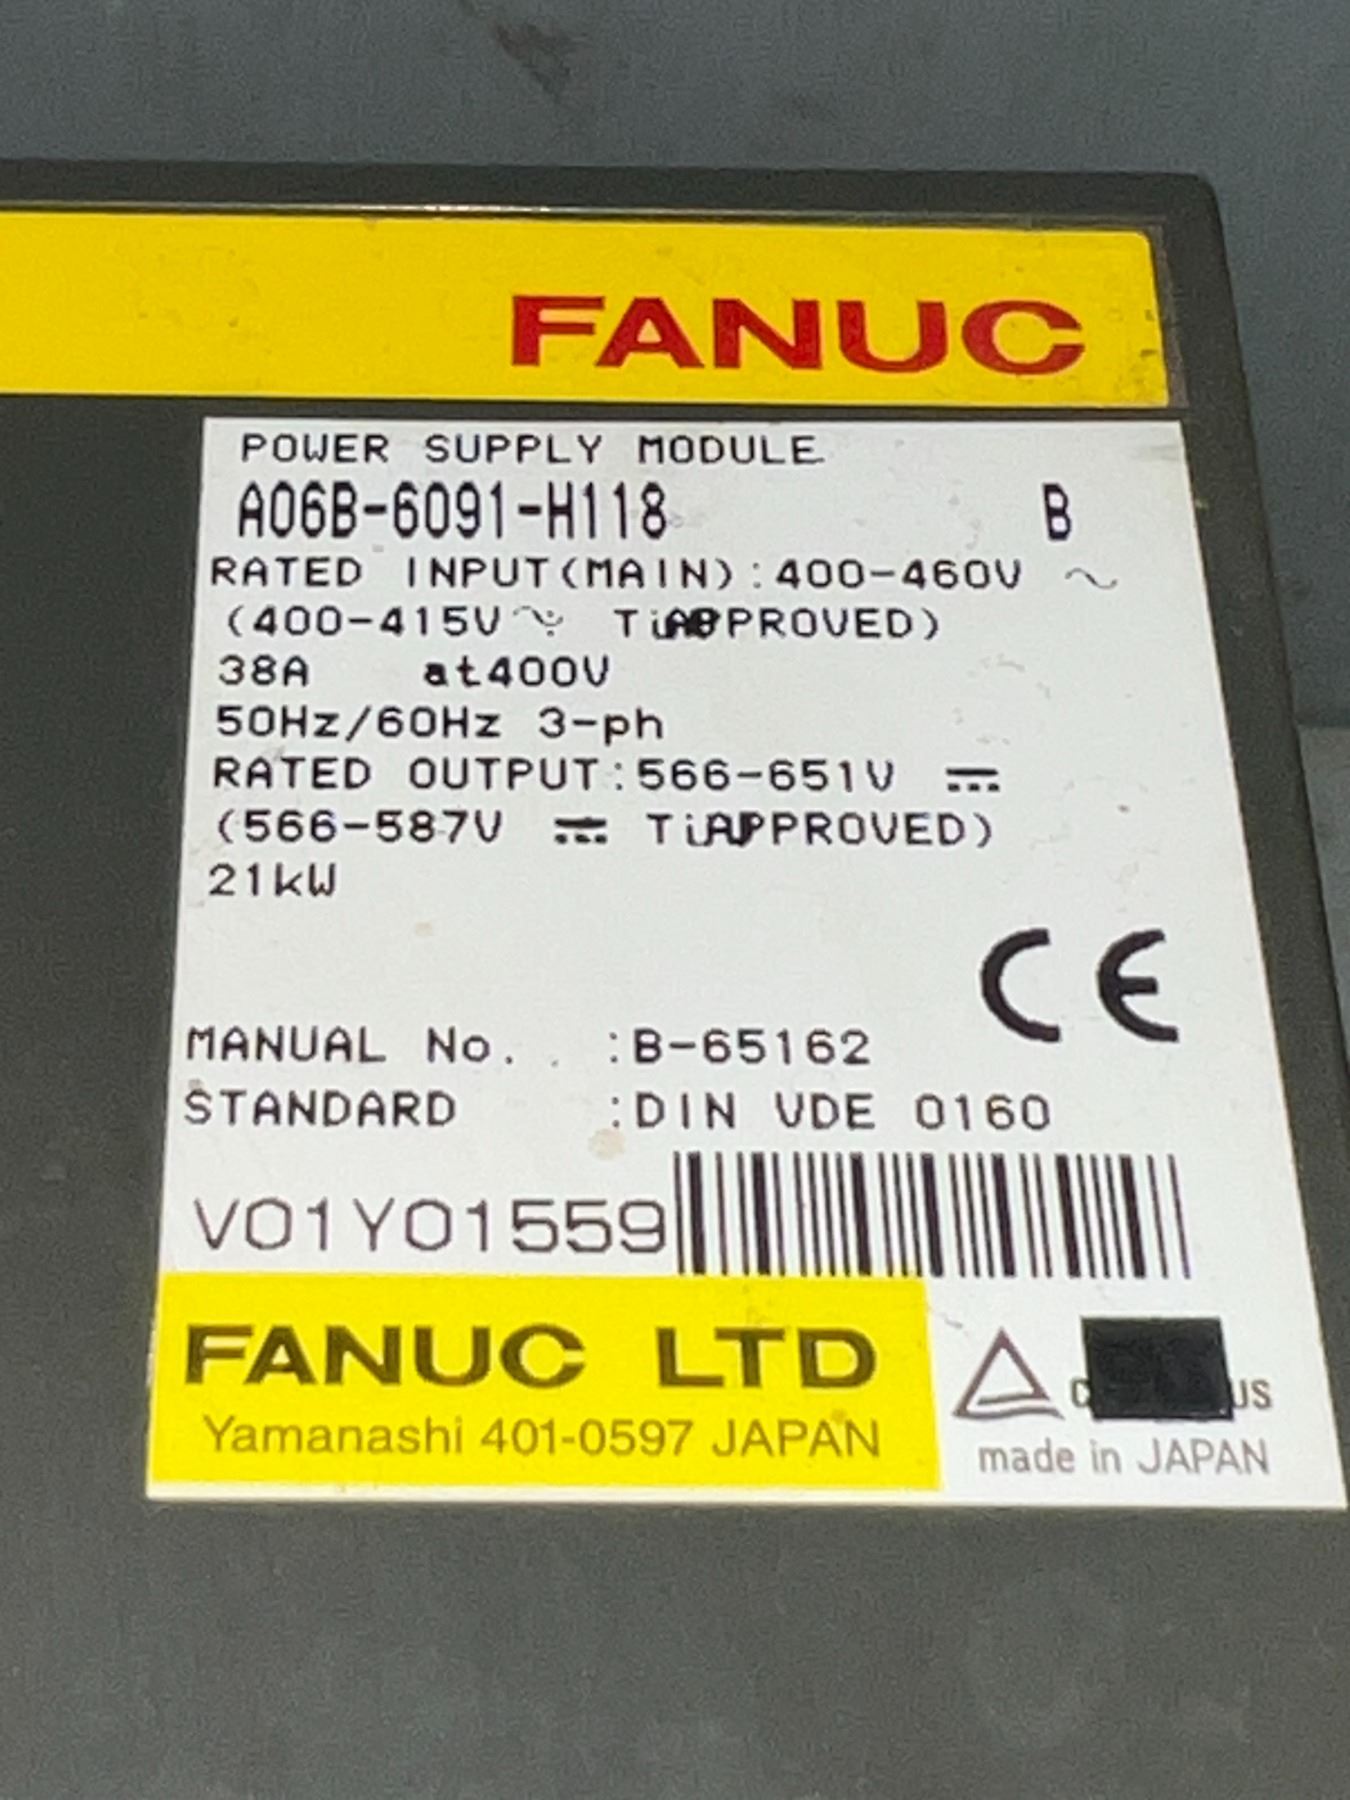 FANUC
POWER SUPPLY MODULE
A06B-6091-H118 B
RATED INPUT(MAIN):400-460V ~
(400-415V PROVED)
38A at400V
50Hz/60Hz 3-ph
RATED OUTPUT:566-651V ⎓
(566-587V ⎓ PROVED)
21kW
CE
MANUAL No. :B-65162
STANDARD :DIN VDE 0160
V01Y01559
FANUC LTD
Yamanashi 401-0597 JAPAN
made in JAPAN